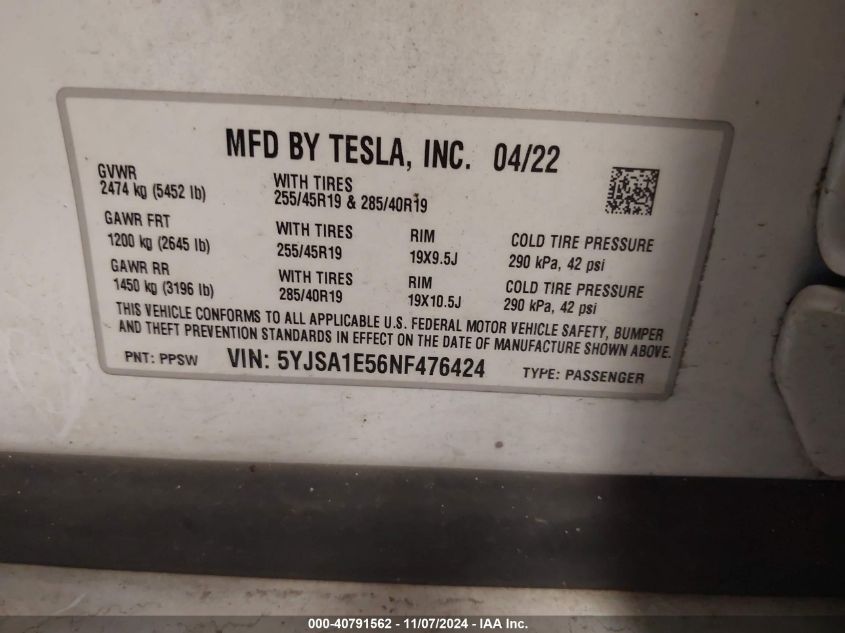 MFD BY TESLA, INC. 04/22
GVWR
2474 kg (5452 lb)
WITH TIRES
255/45R19 & 285/40R19
GAWR FRT
1200 kg (2645 lb)
WITH TIRES
255/45R19
RIM
19X9.5J
COLD TIRE PRESSURE
290 kPa, 42 psi
GAWR RR
1450 kg (3196 lb)
WITH TIRES
285/40R19
RIM
19X10.5J
COLD TIRE PRESSURE
290 kPa, 42 psi
THIS VEHICLE CONFORMS TO ALL APPLICABLE U.S. FEDERAL MOTOR VEHICLE SAFETY, BUMPER
AND THEFT PREVENTION STANDARDS IN EFFECT ON THE DATE OF MANUFACTURE SHOWN ABOVE.
PNT: PPSW VIN: 5YJSA1E56NF476424 TYPE: PASSENGER
000-40791562 - 11/07/2024 - IAA Inc.